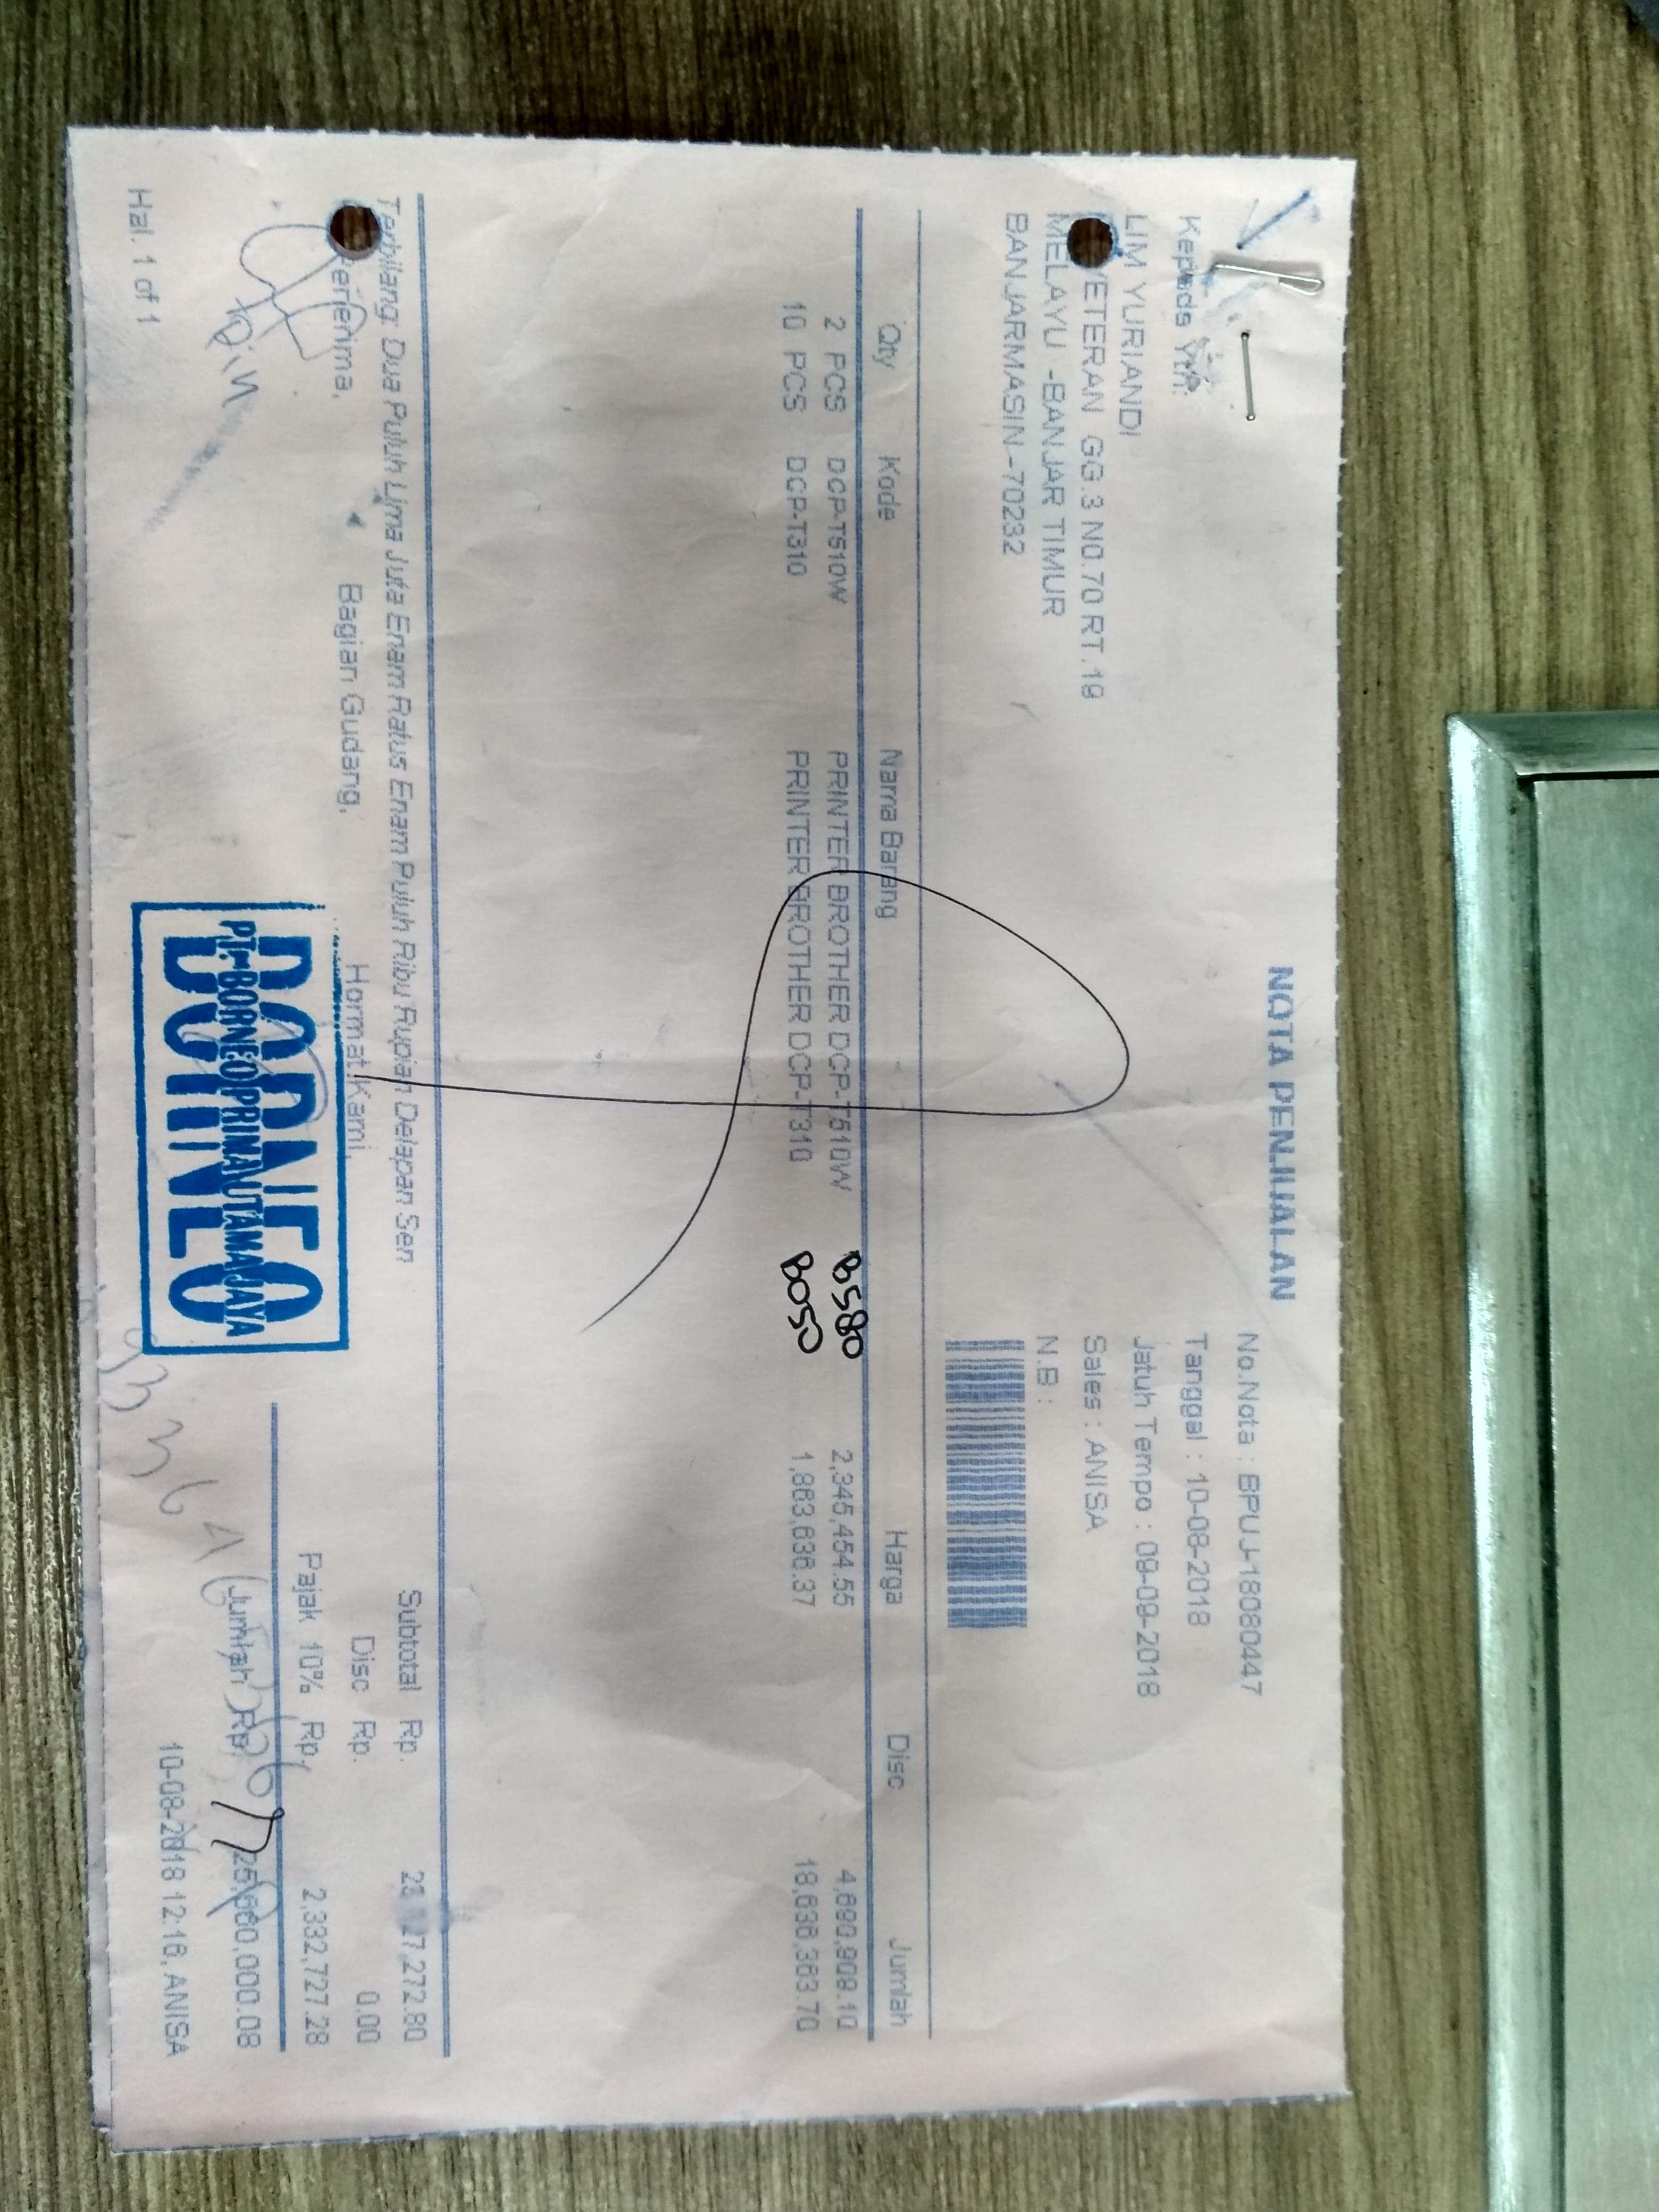 NOTA PENJUALAN
Kepada Yth.
LIM YURIANDI
VETERAN GG.3 NO.70 RT.19
MELAYU -BANJAR TIMUR
BANJARMASIN -70232
No.Nota : BPUJ-18080447
Tanggal : 10-08-2018
Jatuh Tempo : 09-09-2018
Sales : ANISA
N.B :
Qty Kode Nama Barang Harga Disc Jumlah
2 PCS DCP-T510W PRINTER BROTHER DCP-T510W B580 2,345,454.55 4,690,909.10
10 PCS DCP-T310 PRINTER BROTHER DCP-T310 B050 1,863,636.37 18,636,363.70
Terbilang: Dua Puluh Lima Juta Enam Ratus Enam Puluh Ribu Rupiah Delapan Sen
Subtotal Rp. 7,272.80
Disc Rp. 0.00
Pajak 10% Rp. 2,332,727.28
Jumlah Rp. 25,660,000.08
Penerima,
Bagian Gudang,
Hormat Kami,
BORNEO
PT. BORNEO PRIMA UTAMA JAYA
Hal. 1 of 1
10-08-2018 12:16, ANISA